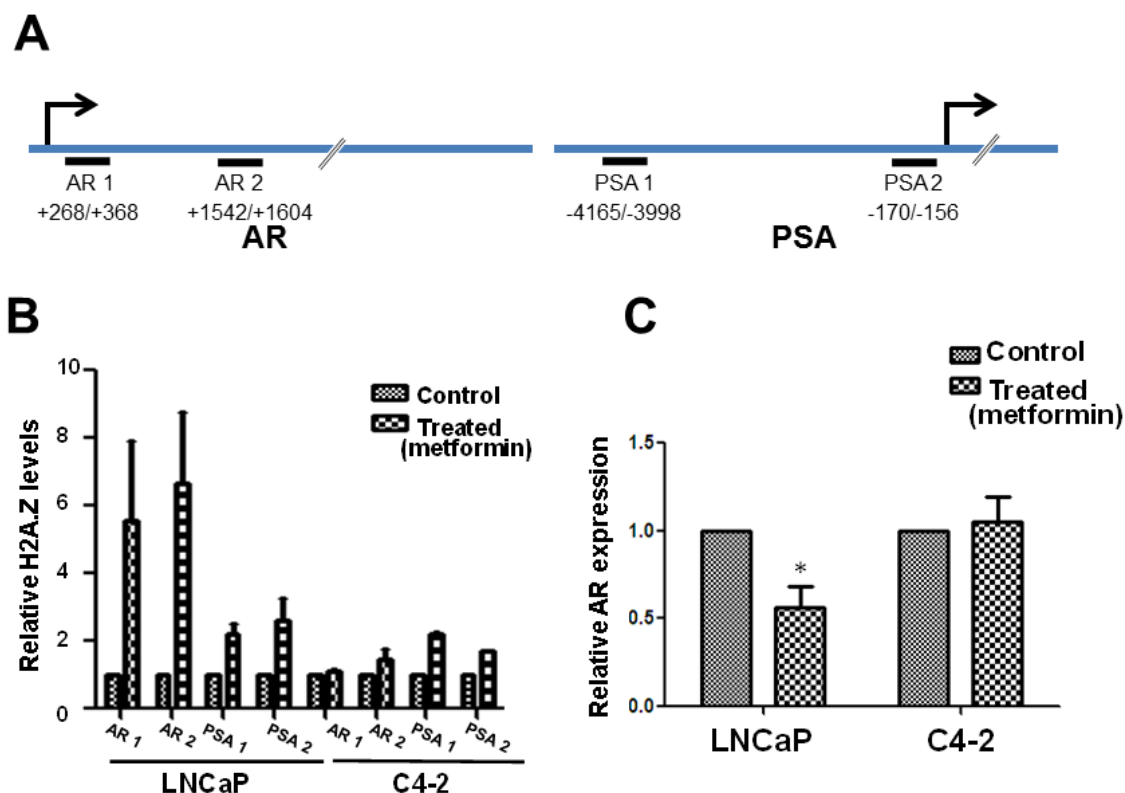 A
AR 1
AR 2
PSA 1
PSA 2
+268/+368
+1542/+1604
-4165/-3998
-170/-156
AR
PSA
B
Control
Treated
(metformin)
Relative H2A.Z levels
10
8
6
4
2
0
AR 1
AR 2
PSA 1
PSA 2
AR 1
AR 2
PSA 1
PSA 2
LNCaP
C4-2
C
Control
Treated
(metformin)
Relative AR expression
1.5
1.0
0.5
0.0
*
LNCaP
C4-2